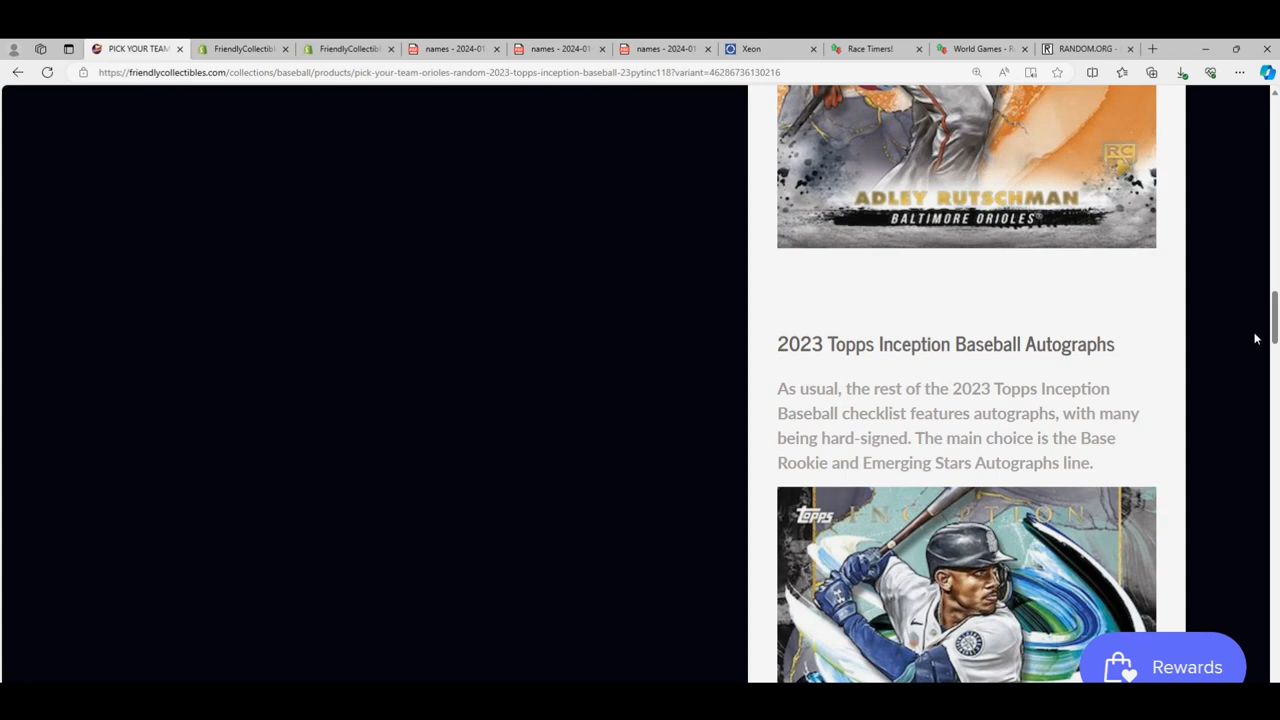 PICK YOUR TEAM
FriendlyCollectibl
FriendlyCollectibl
names - 2024-01
names - 2024-01
names - 2024-01
Xeon
Race Timers!
World Games - R
RANDOM.ORG -
https://friendlycollectibles.com/collections/baseball/products/pick-your-team-orioles-random-2023-topps-inception-baseball-23pytinc118?variant=46286736130216
RC
ADLEY RUTSCHMAN
BALTIMORE ORIOLES®
2023 Topps Inception Baseball Autographs
As usual, the rest of the 2023 Topps Inception
Baseball checklist features autographs, with many
being hard-signed. The main choice is the Base
Rookie and Emerging Stars Autographs line.
Topps INCEPTION
Rewards